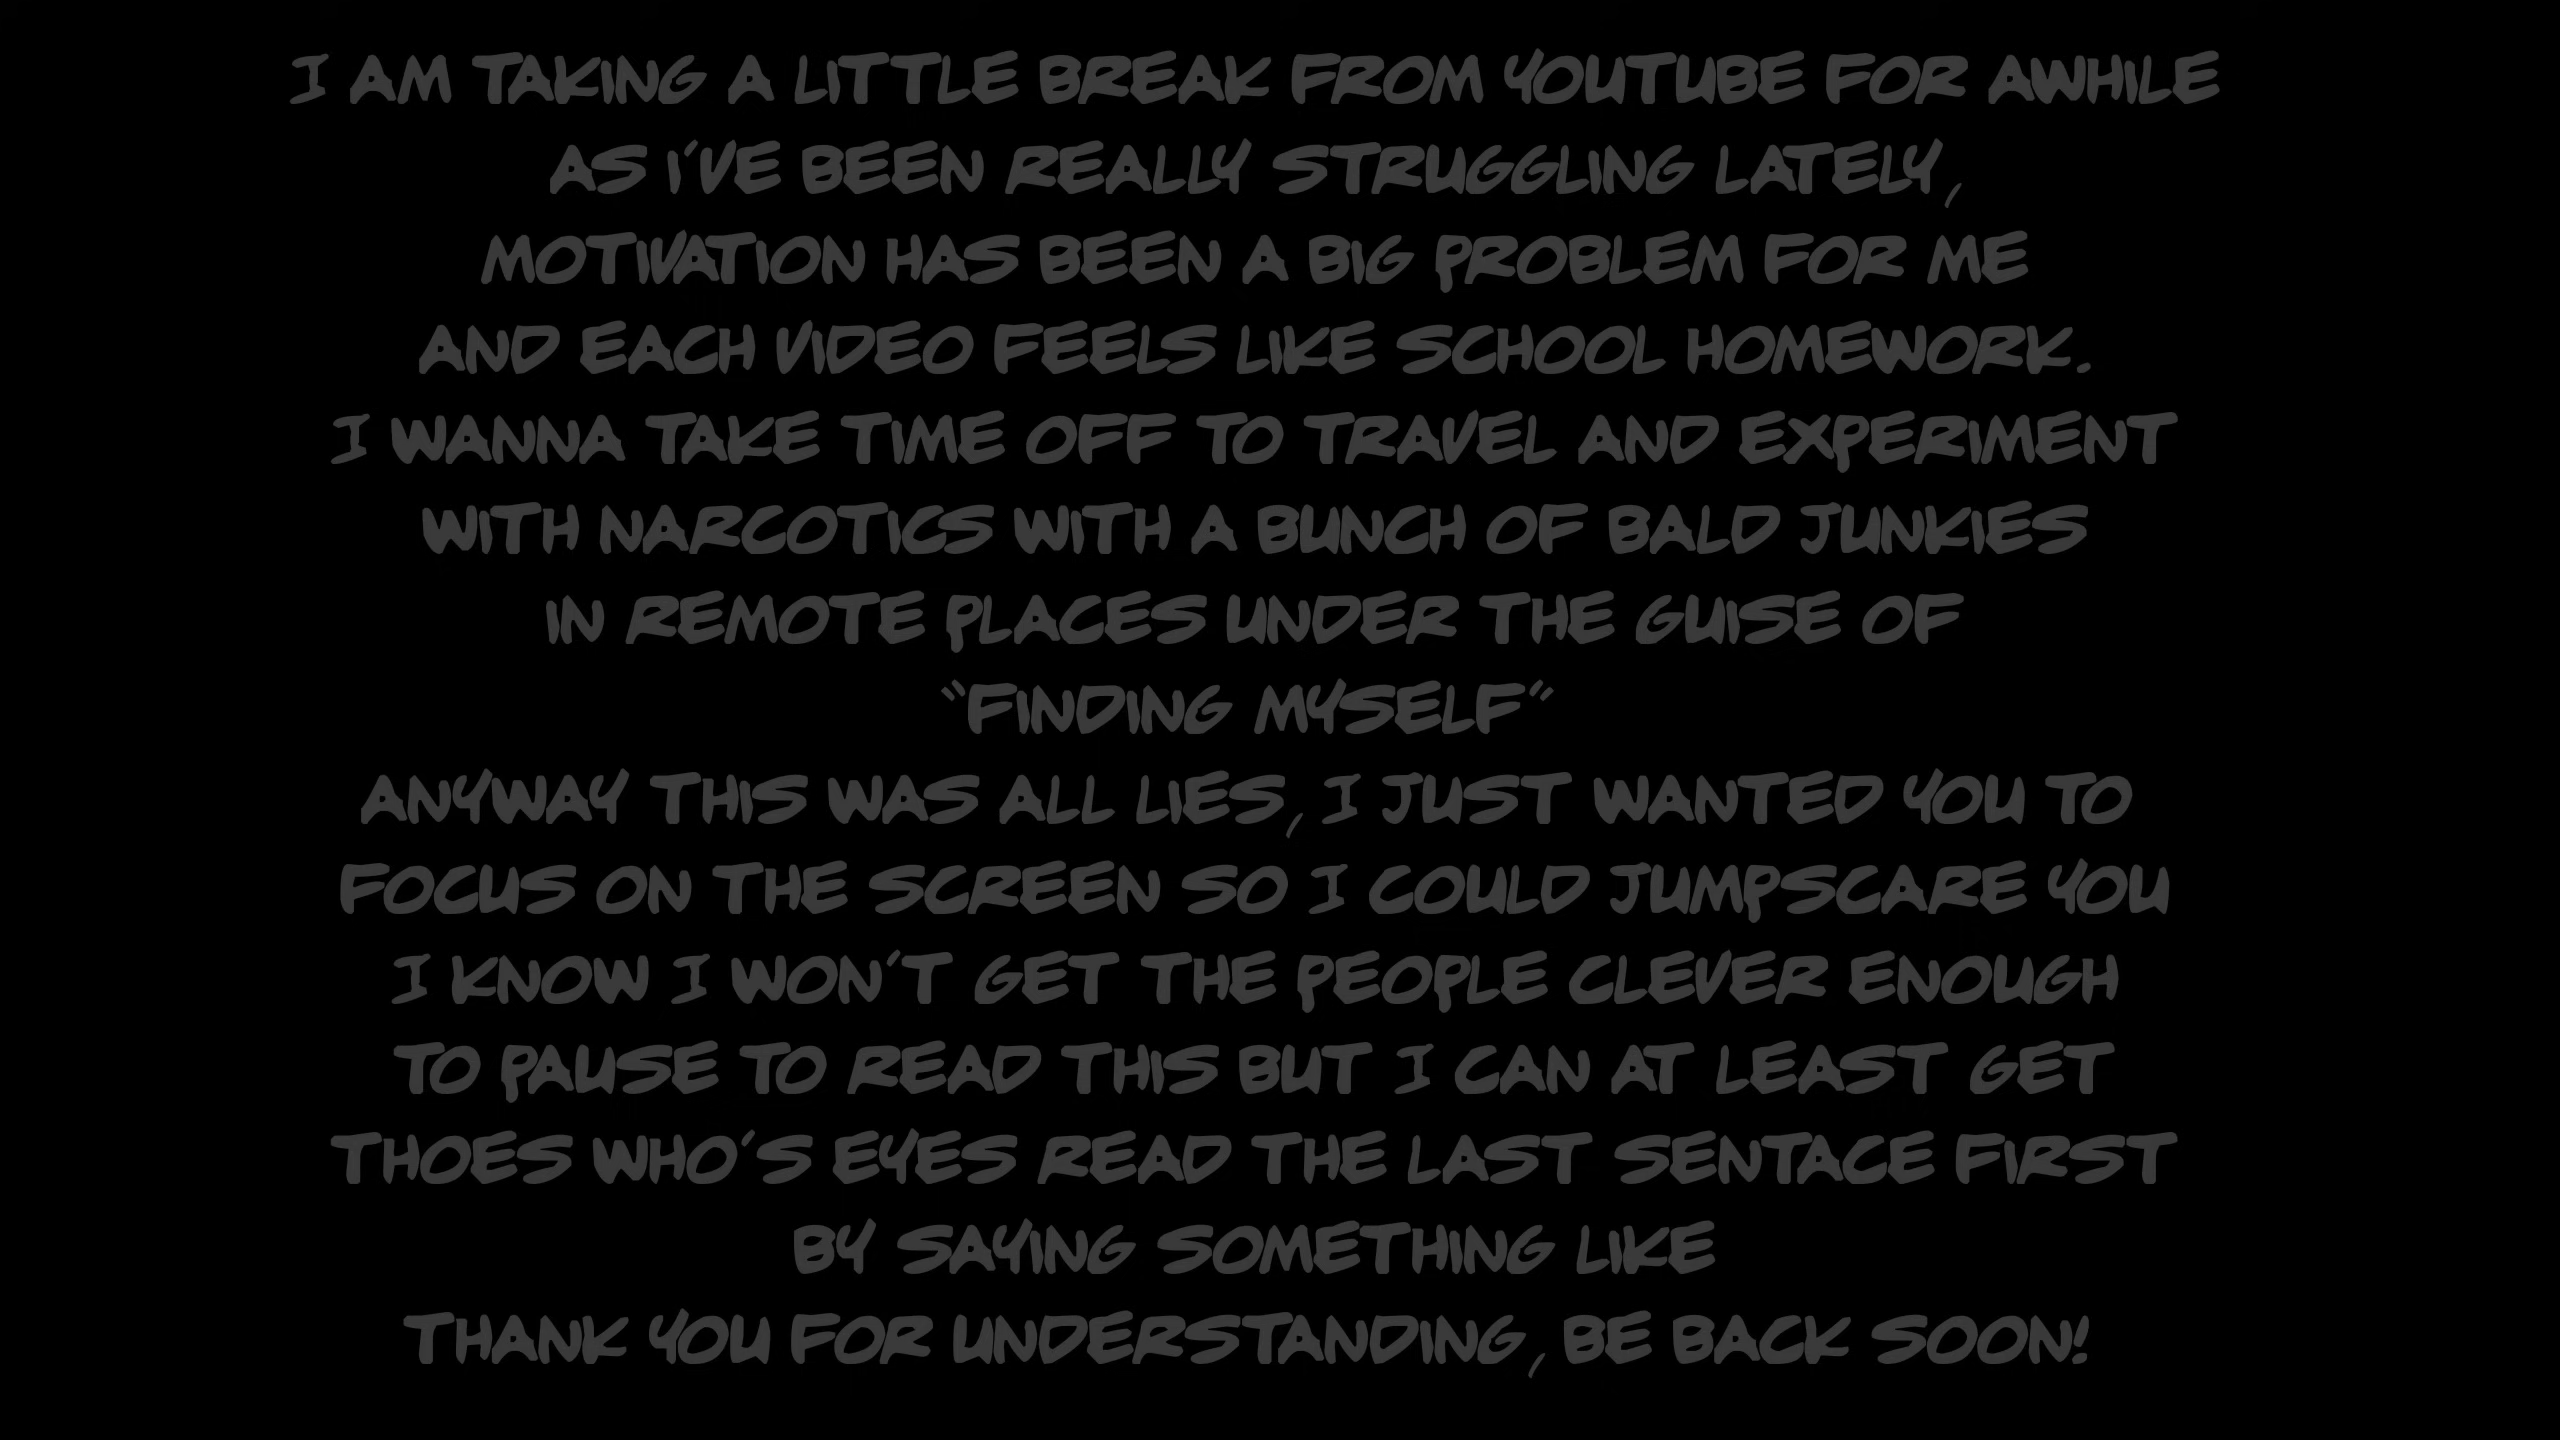 I AM TAKING A LITTLE BREAK FROM YOUTUBE FOR AWHILE
AS I'VE BEEN REALLY STRUGGLING LATELY,
MOTIVATION HAS BEEN A BIG PROBLEM FOR ME
AND EACH VIDEO FEELS LIKE SCHOOL HOMEWORK.
I WANNA TAKE TIME OFF TO TRAVEL AND EXPERIMENT
WITH NARCOTICS WITH A BUNCH OF BALD JUNKIES
IN REMOTE PLACES UNDER THE GUISE OF
"FINDING MYSELF"
ANYWAY THIS WAS ALL LIES, I JUST WANTED YOU TO
FOCUS ON THE SCREEN SO I COULD JUMPSCARE YOU
I KNOW I WON'T GET THE PEOPLE CLEVER ENOUGH
TO PAUSE TO READ THIS BUT I CAN AT LEAST GET
THOES WHO'S EYES READ THE LAST SENTACE FIRST
BY SAYING SOMETHING LIKE
THANK YOU FOR UNDERSTANDING, BE BACK SOON!